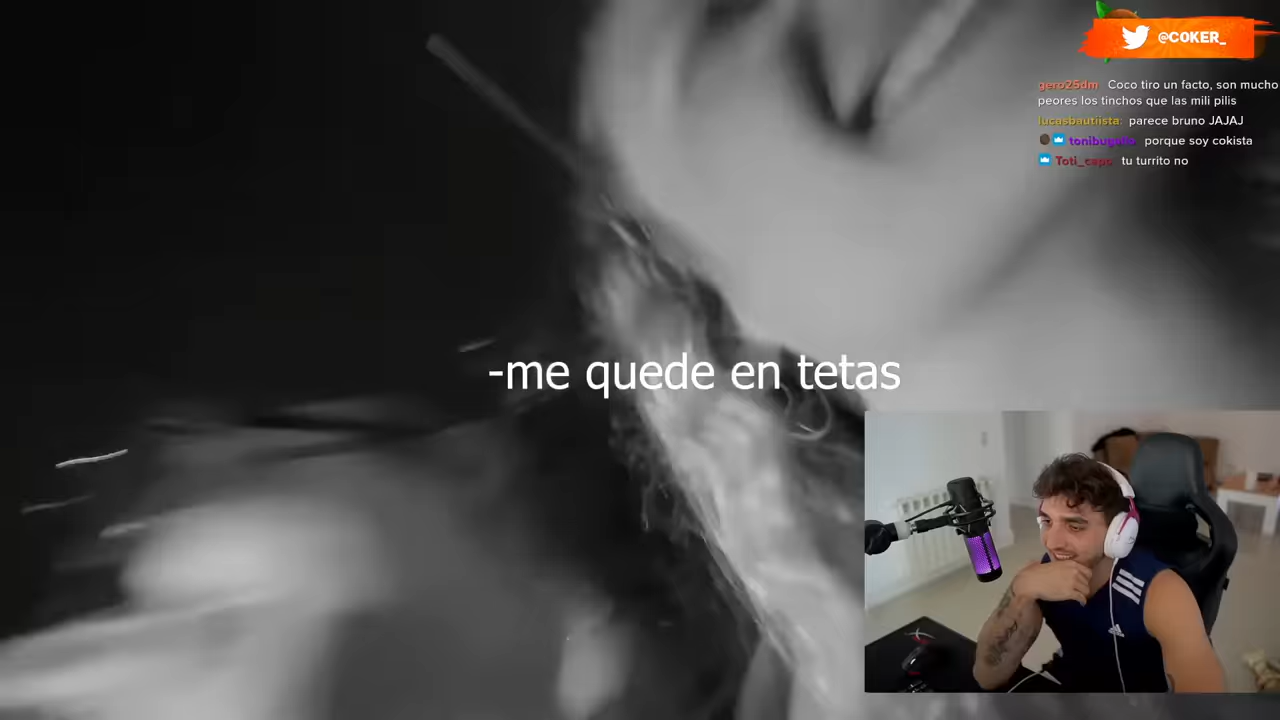 @COKER_
gero25dm Coco tiro un facto, son mucho
peores los tinchos que las mili pilis
lucasbautiista: parece bruno JAJAJ
porque soy cokista
Toti_capo tu turrito no
-me quede en tetas